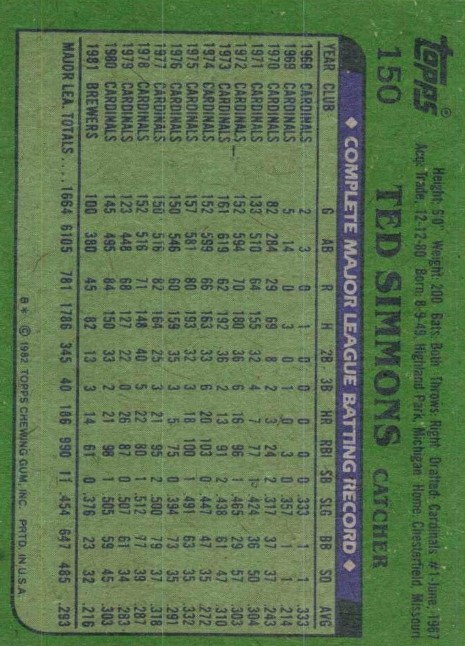 topps®
150
Height: 6'0" Weight: 200 Bats: Both Throws: Right Drafted: Cardinals #1-June, 1967
Acq: Trade, 12-12-80 Born: 8-9-49, Highland Park, Michigan Home: Chesterfield, Missouri
TED SIMMONS CATCHER
◆ COMPLETE MAJOR LEAGUE BATTING RECORD ◆
YEAR CLUB G AB R H 2B 3B HR RBI SB SLG BB SO AVG
1968 CARDINALS 2 3 0 1 0 0 0 0 0 .333 1 1 .333
1969 CARDINALS 5 14 0 3 0 1 0 3 0 .357 1 1 .214
1970 CARDINALS 82 284 29 69 8 2 3 24 2 .317 37 37 .243
1971 CARDINALS 133 510 64 155 32 4 7 77 1 .424 36 50 .304
1972 CARDINALS 152 594 70 180 36 6 16 96 1 .465 29 57 .303
1973 CARDINALS 161 619 62 192 36 2 13 91 2 .438 61 47 .310
1974 CARDINALS 152 599 66 163 33 6 20 103 0 .447 47 35 .272
1975 CARDINALS 157 581 80 193 32 3 18 100 1 .491 63 35 .332
1976 CARDINALS 150 546 60 159 35 3 5 75 0 .394 73 35 .291
1977 CARDINALS 150 516 82 164 25 3 21 95 2 .500 79 37 .318
1978 CARDINALS 152 516 71 148 40 5 22 80 1 .512 77 39 .287
1979 CARDINALS 123 448 68 127 22 0 26 87 0 .507 61 34 .283
1980 CARDINALS 145 495 84 150 33 2 21 98 1 .505 59 45 .303
1981 BREWERS 100 380 45 82 13 3 14 61 0 .376 23 32 .216
MAJOR LEA. TOTALS.... 1664 6105 781 1786 345 40 186 990 11 .454 647 485 .293
B* © 1982 TOPPS CHEWING GUM, INC. PRTD. IN U.S.A.